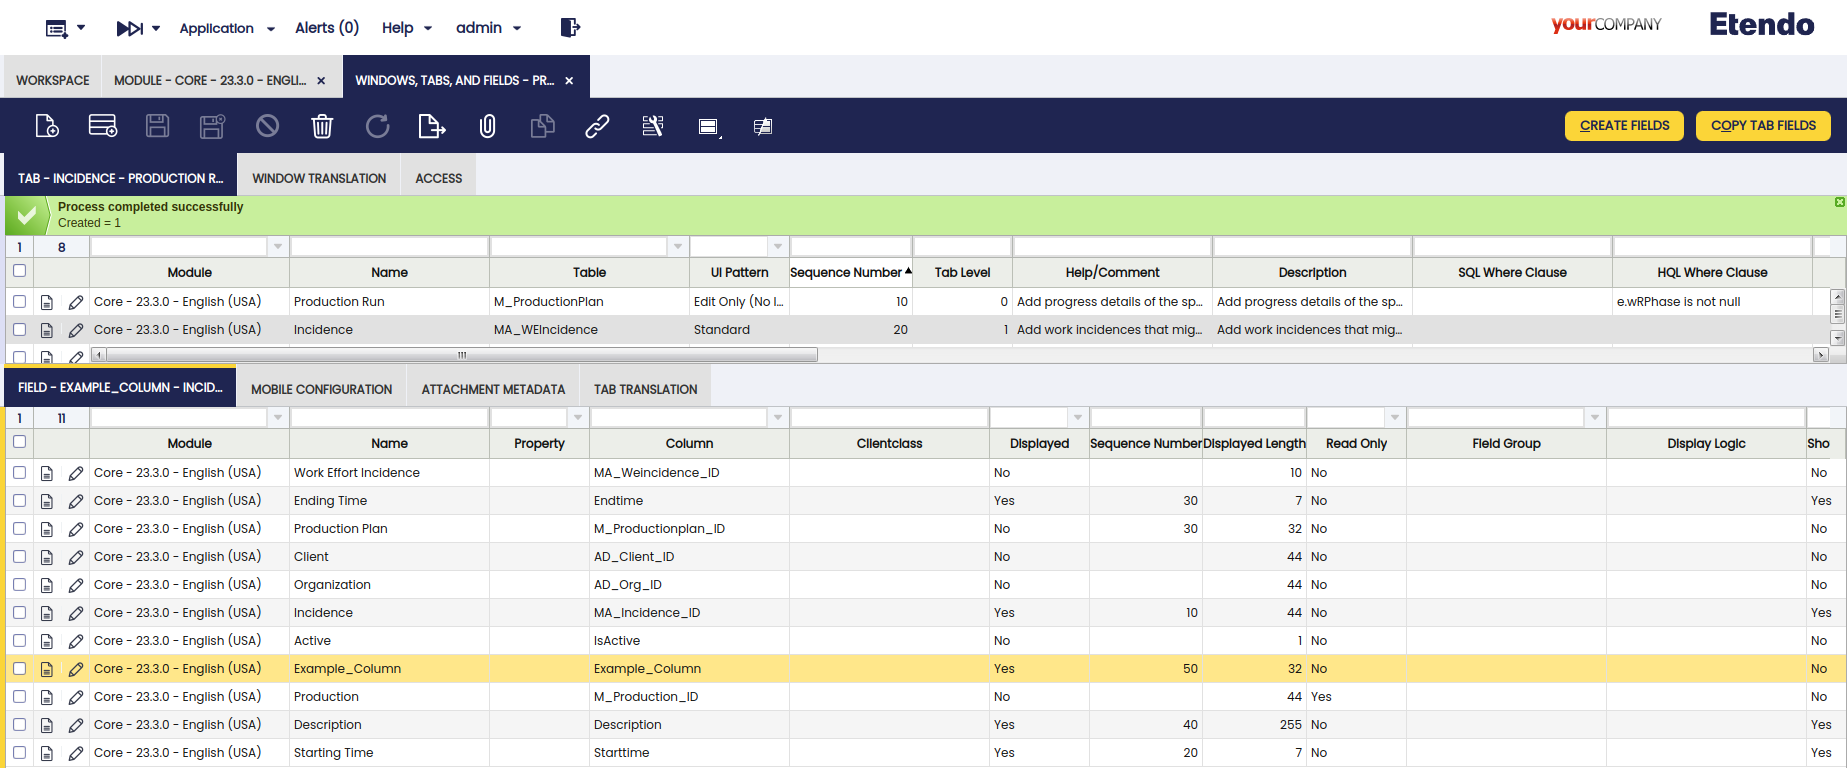 Application Alerts (0) Help admin yourCOMPANY Etendo
WORKSPACE MODULE - CORE - 23.3.0 - ENGLI... × WINDOWS, TABS, AND FIELDS - PR... ×
CREATE FIELDS COPY TAB FIELDS
TAB - INCIDENCE - PRODUCTION R... WINDOW TRANSLATION ACCESS
Process completed successfully
Created = 1
1 8
Module Name Table UI Pattern Sequence Number Tab Level Help/Comment Description SQL Where Clause HQL Where Clause
Core - 23.3.0 - English (USA) Production Run M_ProductionPlan Edit Only (No I... 10 0 Add progress details of the sp... Add progress details of the sp... e.wRPhase is not null
Core - 23.3.0 - English (USA) Incidence MA_WEIncidence Standard 20 1 Add work incidences that mig... Add work incidences that mig...
FIELD - EXAMPLE_COLUMN - INCID... MOBILE CONFIGURATION ATTACHMENT METADATA TAB TRANSLATION
1 11
Module Name Property Column Clientclass Displayed Sequence Number Displayed Length Read Only Field Group Display Logic Sho
Core - 23.3.0 - English (USA) Work Effort Incidence MA_Weincidence_ID No 10 No No
Core - 23.3.0 - English (USA) Ending Time Endtime Yes 30 7 No Yes
Core - 23.3.0 - English (USA) Production Plan M_Productionplan_ID No 30 32 No No
Core - 23.3.0 - English (USA) Client AD_Client_ID No 44 No No
Core - 23.3.0 - English (USA) Organization AD_Org_ID No 44 No No
Core - 23.3.0 - English (USA) Incidence MA_Incidence_ID Yes 10 44 No Yes
Core - 23.3.0 - English (USA) Active IsActive No 1 No No
Core - 23.3.0 - English (USA) Example_Column Example_Column Yes 50 32 No No
Core - 23.3.0 - English (USA) Production M_Production_ID No 44 Yes No
Core - 23.3.0 - English (USA) Description Description Yes 40 255 No Yes
Core - 23.3.0 - English (USA) Starting Time Starttime Yes 20 7 No Yes